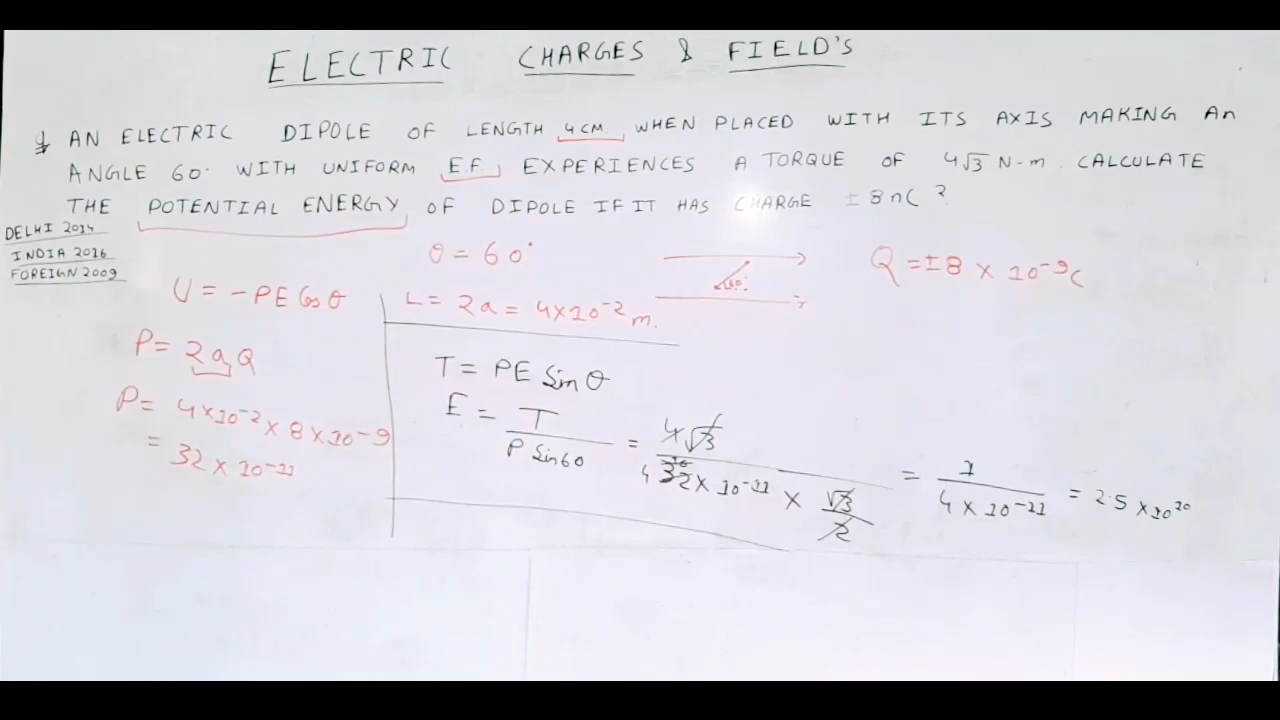 ELECTRIC CHARGES & FIELD'S
Q AN ELECTRIC DIPOLE OF LENGTH 4CM. WHEN PLACED WITH ITS AXIS MAKING An
ANGLE 60° WITH UNIFORM E.F. EXPERIENCES A TORQUE OF 4√3 N-m. CALCULATE
THE POTENTIAL ENERGY OF DIPOLE IF IT HAS CHARGE ±8nC ?
DELHI 2014
INDIA 2016
FOREIGN 2009
θ = 60°
L = 2a = 4×10⁻² m.
60°
Q = ±8 × 10⁻⁹C
U = -PE Cos θ
P = 2aQ
P = 4×10⁻² × 8×10⁻⁹
= 32 × 10⁻¹¹
T = PE Sin θ
E = T / P Sin60 = 4√3 / 32×10⁻¹¹ × √3/2 = 1 / 4×10⁻¹¹ = 2.5 × 10¹⁰